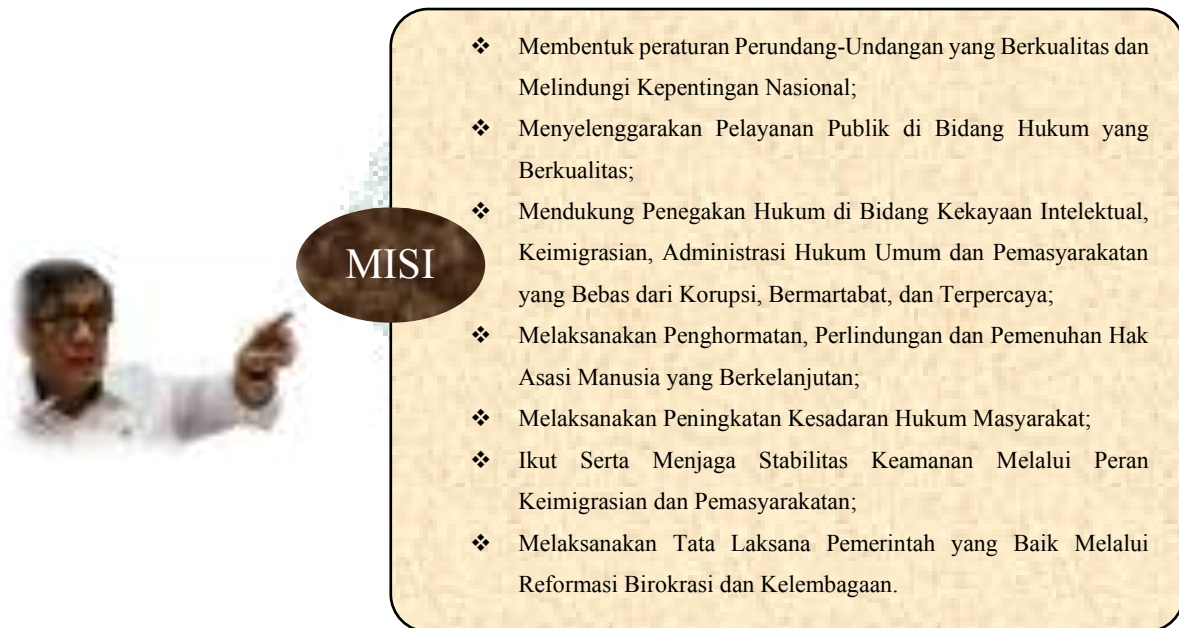 MISI
❖ Membentuk peraturan Perundang-Undangan yang Berkualitas dan
Melindungi Kepentingan Nasional;
❖ Menyelenggarakan Pelayanan Publik di Bidang Hukum yang
Berkualitas;
❖ Mendukung Penegakan Hukum di Bidang Kekayaan Intelektual,
Keimigrasian, Administrasi Hukum Umum dan Pemasyarakatan
yang Bebas dari Korupsi, Bermartabat, dan Terpercaya;
❖ Melaksanakan Penghormatan, Perlindungan dan Pemenuhan Hak
Asasi Manusia yang Berkelanjutan;
❖ Melaksanakan Peningkatan Kesadaran Hukum Masyarakat;
❖ Ikut Serta Menjaga Stabilitas Keamanan Melalui Peran
Keimigrasian dan Pemasyarakatan;
❖ Melaksanakan Tata Laksana Pemerintah yang Baik Melalui
Reformasi Birokrasi dan Kelembagaan.